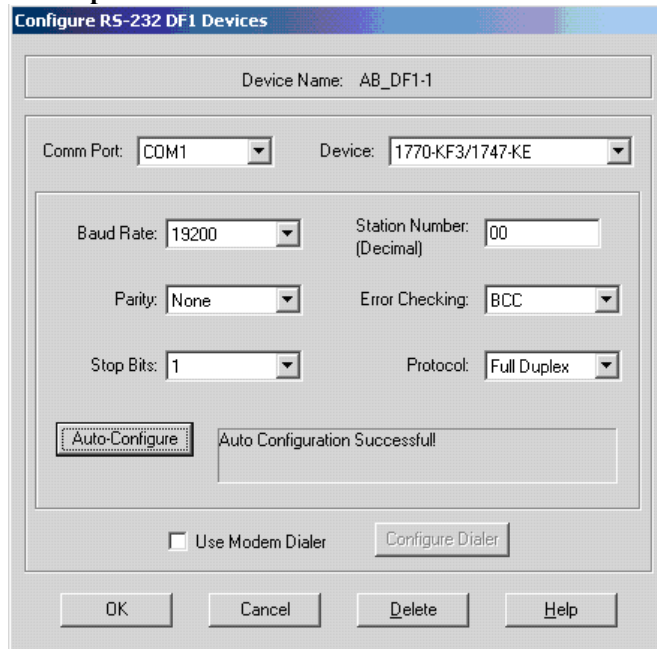 Configure RS-232 DF1 Devices
Device Name: AB_DF1-1
Comm Port: COM1 Device: 1770-KF3/1747-KE
Baud Rate: 19200 Station Number: 00
(Decimal)
Parity: None Error Checking: BCC
Stop Bits: 1 Protocol: Full Duplex
Auto-Configure Auto Configuration Successful!
Use Modem Dialer Configure Dialer
OK Cancel Delete Help